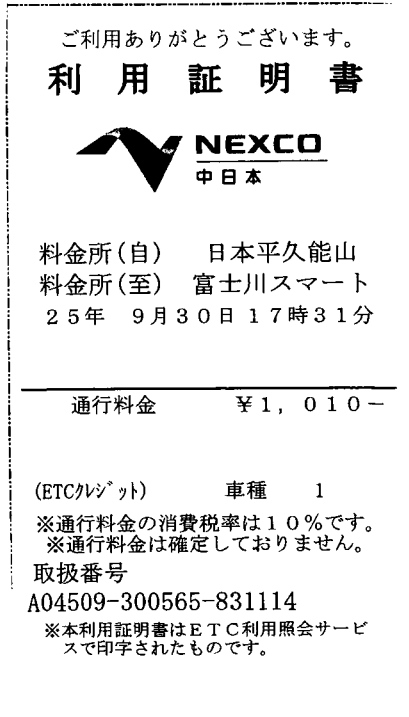 ご利用ありがとうございます。
利用証明書
NEXCO
中日本
料金所(自) 日本平久能山
料金所(至) 富士川スマート
25年 9月30日17時31分
通行料金 ¥1,010−
(ETCｸﾚｼﾞｯﾄ) 車種 1
※通行料金の消費税率は10%です。
※通行料金は確定しておりません。
取扱番号
A04509-300565-831114
※本利用証明書はETC利用照会サービ
スで印字されたものです。